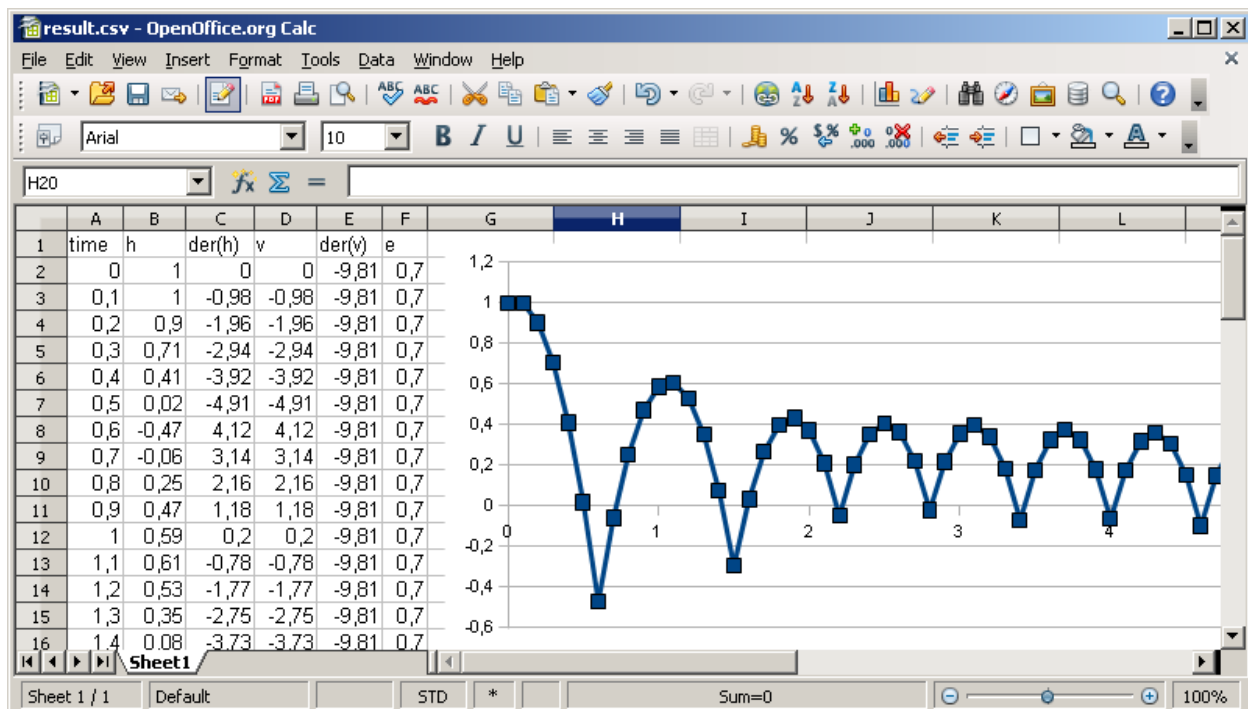 result.csv - OpenOffice.org Calc
File Edit View Insert Format Tools Data Window Help
Arial 10 B I U
H20 =
A B C D E F G H I J K L
1 time h der(h) v der(v) e
2 0 1 0 0 -9,81 0,7
3 0,1 1 -0,98 -0,98 -9,81 0,7
4 0,2 0,9 -1,96 -1,96 -9,81 0,7
5 0,3 0,71 -2,94 -2,94 -9,81 0,7
6 0,4 0,41 -3,92 -3,92 -9,81 0,7
7 0,5 0,02 -4,91 -4,91 -9,81 0,7
8 0,6 -0,47 4,12 4,12 -9,81 0,7
9 0,7 -0,06 3,14 3,14 -9,81 0,7
10 0,8 0,25 2,16 2,16 -9,81 0,7
11 0,9 0,47 1,18 1,18 -9,81 0,7
12 1 0,59 0,2 0,2 -9,81 0,7
13 1,1 0,61 -0,78 -0,78 -9,81 0,7
14 1,2 0,53 -1,77 -1,77 -9,81 0,7
15 1,3 0,35 -2,75 -2,75 -9,81 0,7
16 1,4 0,08 -3,73 -3,73 -9,81 0,7
1,2
1
0,8
0,6
0,4
0,2
0
-0,2
-0,4
-0,6
0 1 2 3 4
Sheet1
Sheet 1 / 1 Default STD * Sum=0 100%